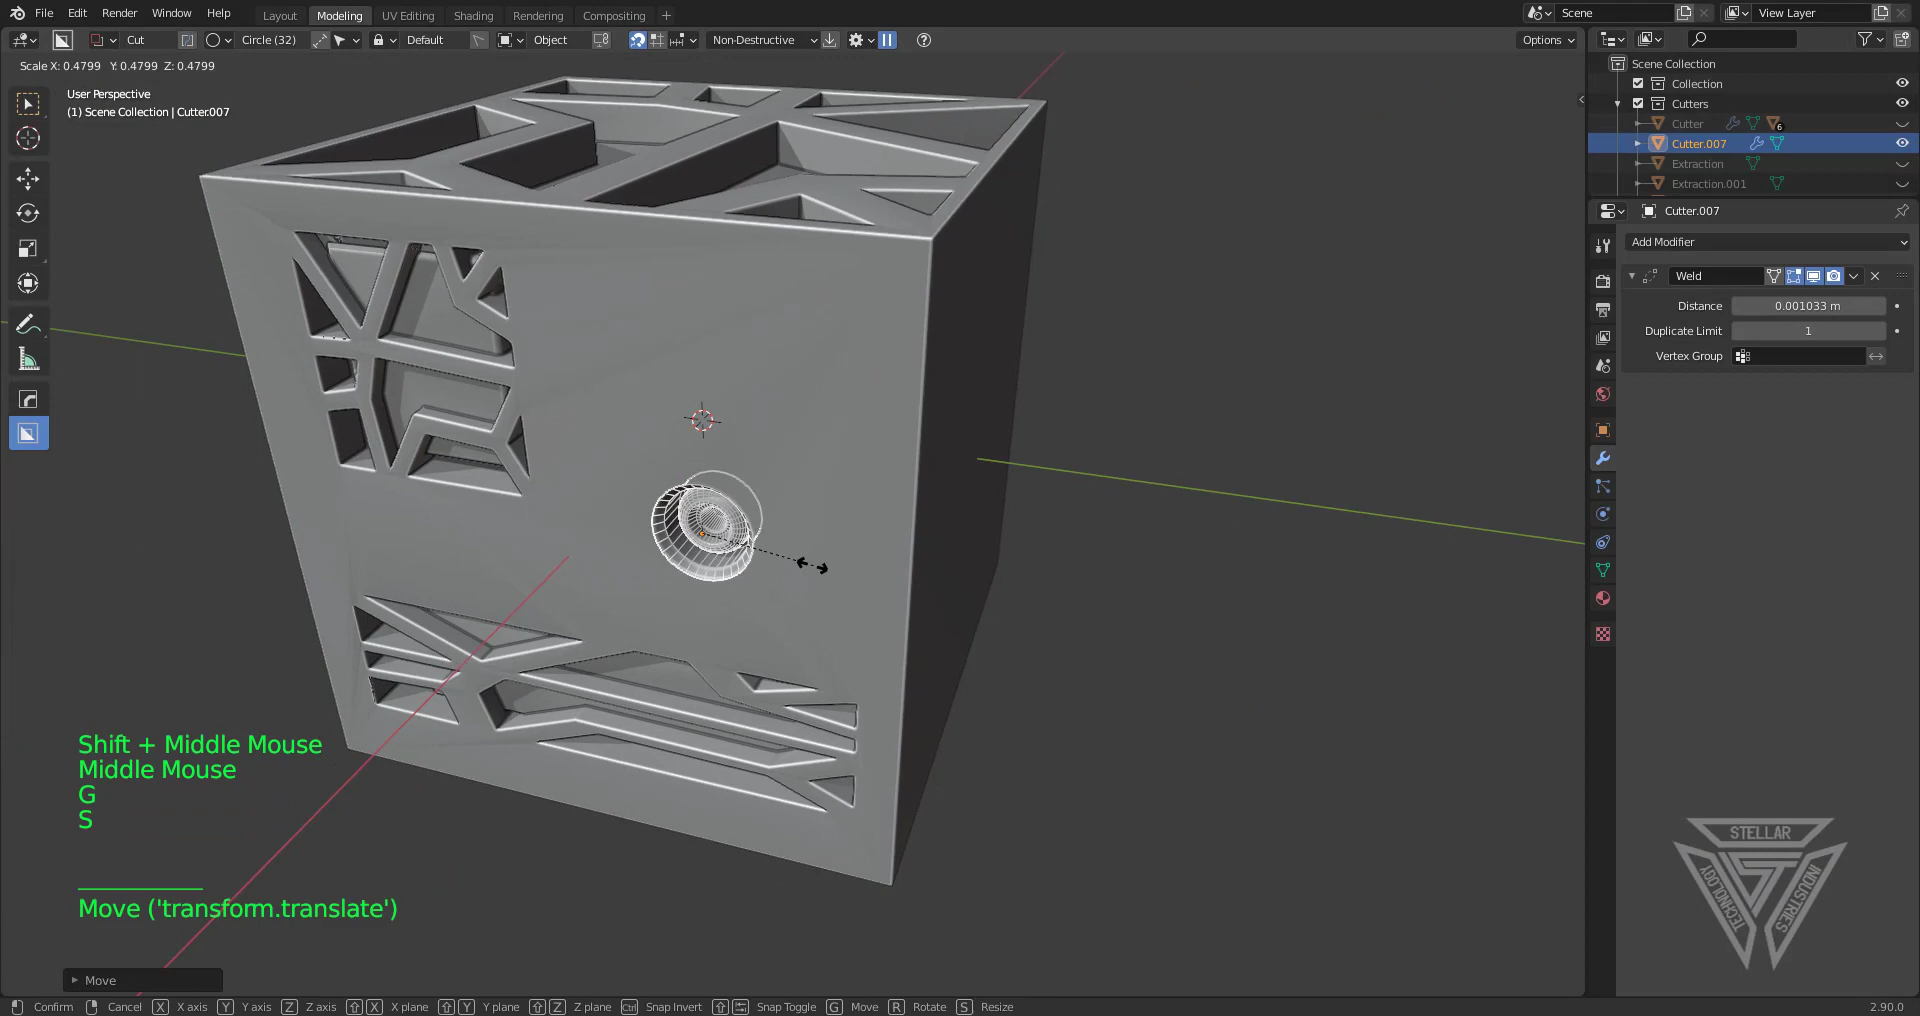 File Edit Render Window Help
Layout Modeling UV Editing Shading Rendering Compositing
Scene
View Layer
Cut Circle (32) Default Object Non-Destructive Options
Scale X: 0.4799 Y: 0.4799 Z: 0.4799
User Perspective
(1) Scene Collection | Cutter.007
Scene Collection
Collection
Cutters
Cutter 6
Cutter.007
Extraction
Extraction.001
Cutter.007
Add Modifier
Weld
Distance 0.001033 m
Duplicate Limit 1
Vertex Group
Shift + Middle Mouse
Middle Mouse
G
S
Move ('transform.translate')
STELLAR
TECHNOLOGY
INDUSTRIES
Move
Confirm Cancel X X axis Y Y axis Z Z axis X X plane Y Y plane Z Z plane Ctrl Snap Invert Snap Toggle G Move R Rotate S Resize 2.90.0